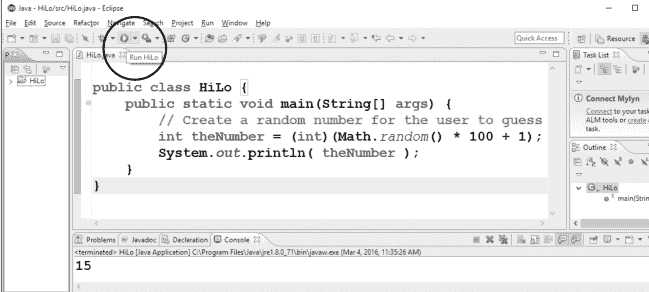 Java - HiLo/src/HiLo.java - Eclipse
File Edit Source Refactor Navigate Search Project Run Window Help
Quick Access
Resource
P
HiLo.java
Run HiLo
Task List
HiLo
public class HiLo {
public static void main(String[] args) {
// Create a random number for the user to guess
int theNumber = (int)(Math.random() * 100 + 1);
System.out.println( theNumber );
}
}
Connect Mylyn
Connect to your task
ALM tools or create
task.
Outline
HiLo
main(Strin
Problems @ Javadoc Declaration Console
<terminated> HiLo [Java Application] C:\Program Files\Java\jre1.8.0_71\bin\javaw.exe (Mar 4, 2016, 11:35:26 AM)
15